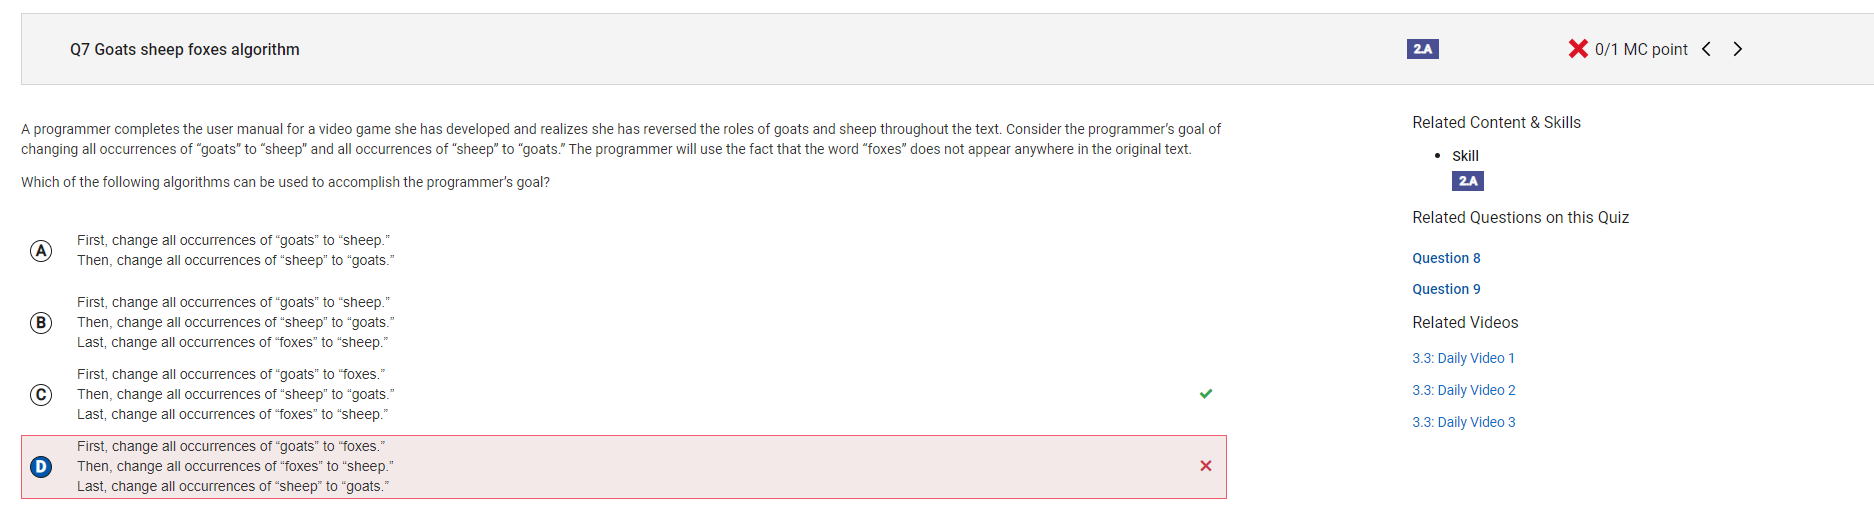 Q7 Goats sheep foxes algorithm
2.A
0/1 MC point
A programmer completes the user manual for a video game she has developed and realizes she has reversed the roles of goats and sheep throughout the text. Consider the programmer's goal of
changing all occurrences of “goats” to “sheep” and all occurrences of “sheep” to “goats.” The programmer will use the fact that the word “foxes” does not appear anywhere in the original text.
Which of the following algorithms can be used to accomplish the programmer's goal?
A
First, change all occurrences of “goats” to “sheep.”
Then, change all occurrences of “sheep” to “goats.”
B
First, change all occurrences of “goats” to “sheep.”
Then, change all occurrences of “sheep” to “goats.”
Last, change all occurrences of “foxes” to “sheep.”
C
First, change all occurrences of “goats” to “foxes.”
Then, change all occurrences of “sheep” to “goats.”
Last, change all occurrences of “foxes” to “sheep.”
D
First, change all occurrences of “goats” to “foxes.”
Then, change all occurrences of “foxes” to “sheep.”
Last, change all occurrences of “sheep” to “goats.”
Related Content & Skills
Skill
2.A
Related Questions on this Quiz
Question 8
Question 9
Related Videos
3.3: Daily Video 1
3.3: Daily Video 2
3.3: Daily Video 3